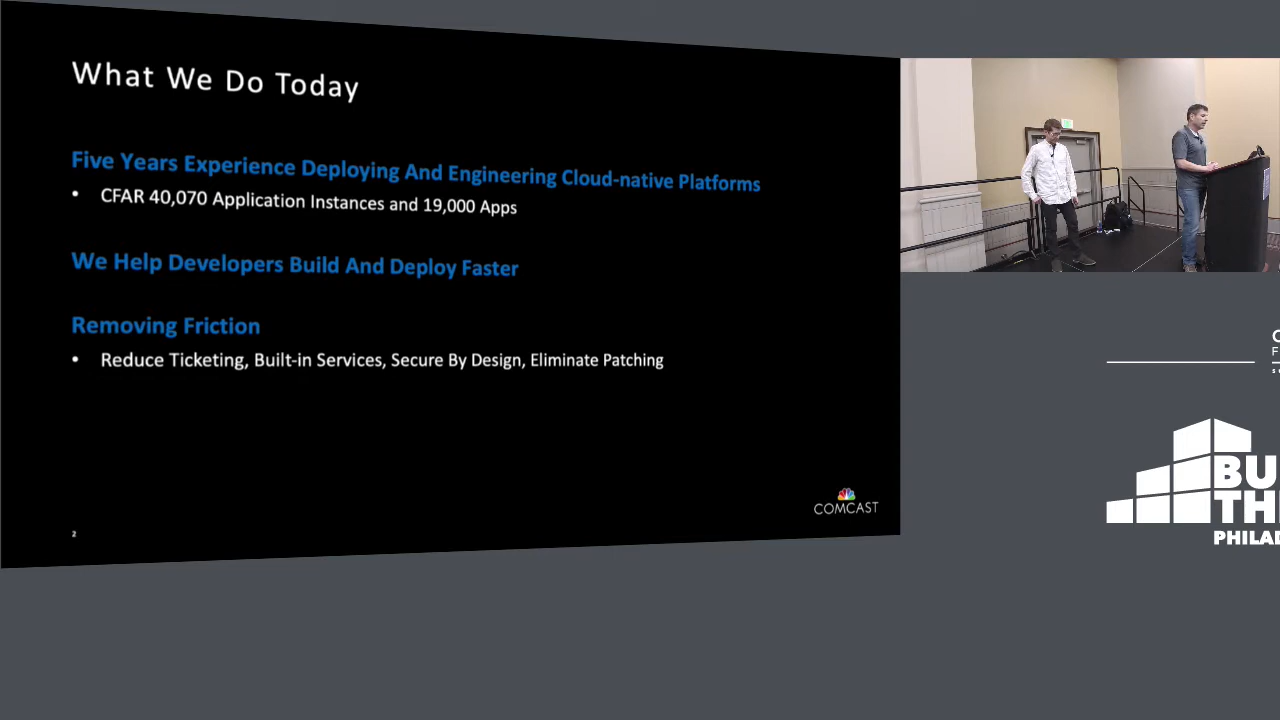 What We Do Today
Five Years Experience Deploying And Engineering Cloud-native Platforms
• CFAR 40,070 Application Instances and 19,000 Apps
We Help Developers Build And Deploy Faster
Removing Friction
• Reduce Ticketing, Built-in Services, Secure By Design, Eliminate Patching
COMCAST
2
BU
TH
PHILA